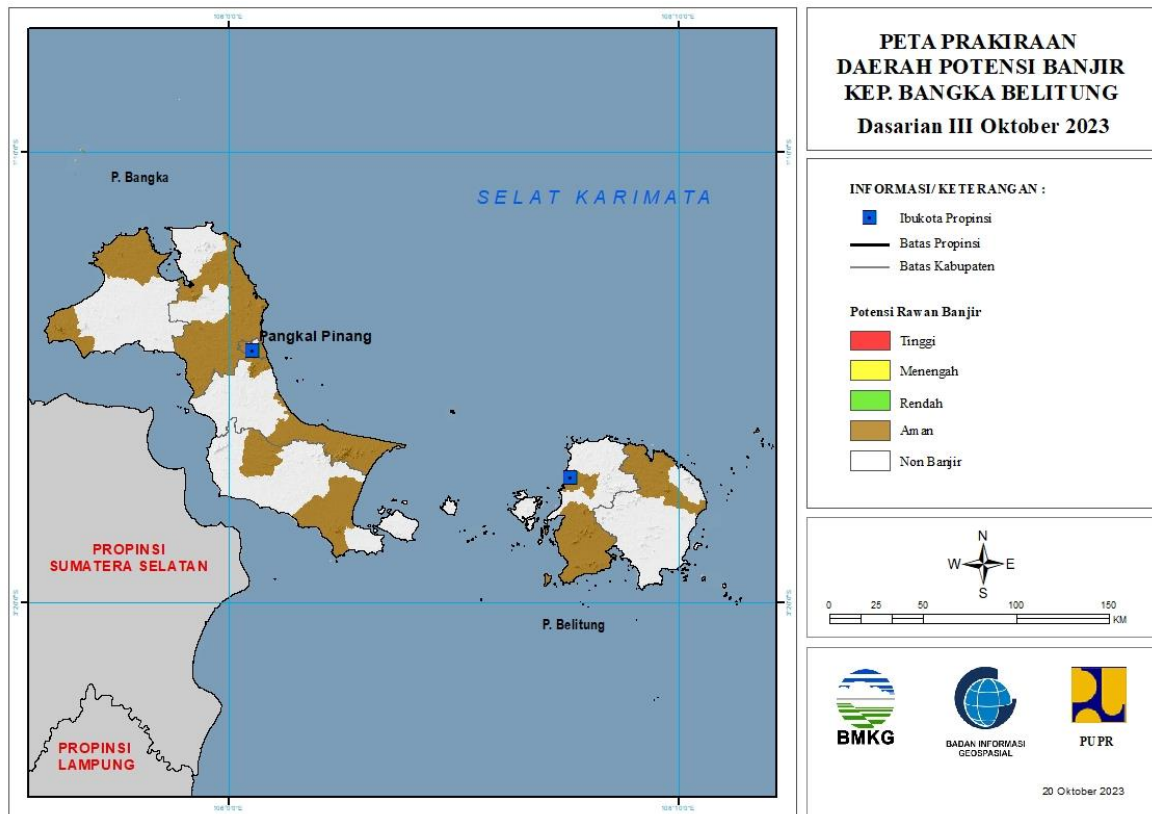 PETA PRAKIRAAN
DAERAH POTENSI BANJIR
KEP. BANGKA BELITUNG
Dasarian III Oktober 2023
P. Bangka
SELAT KARIMATA
Pangkal Pinang
PROPINSI
SUMATERA SELATAN
P. Belitung
PROPINSI
LAMPUNG
INFORMASI/ KETERANGAN :
Ibukota Propinsi
Batas Propinsi
Batas Kabupaten
Potensi Rawan Banjir
Tinggi
Menengah
Rendah
Aman
Non Banjir
N
W E
S
0 25 50 100 150
KM
BMKG
BADAN INFORMASI
GEOSPASIAL
PUPR
20 Oktober 2023